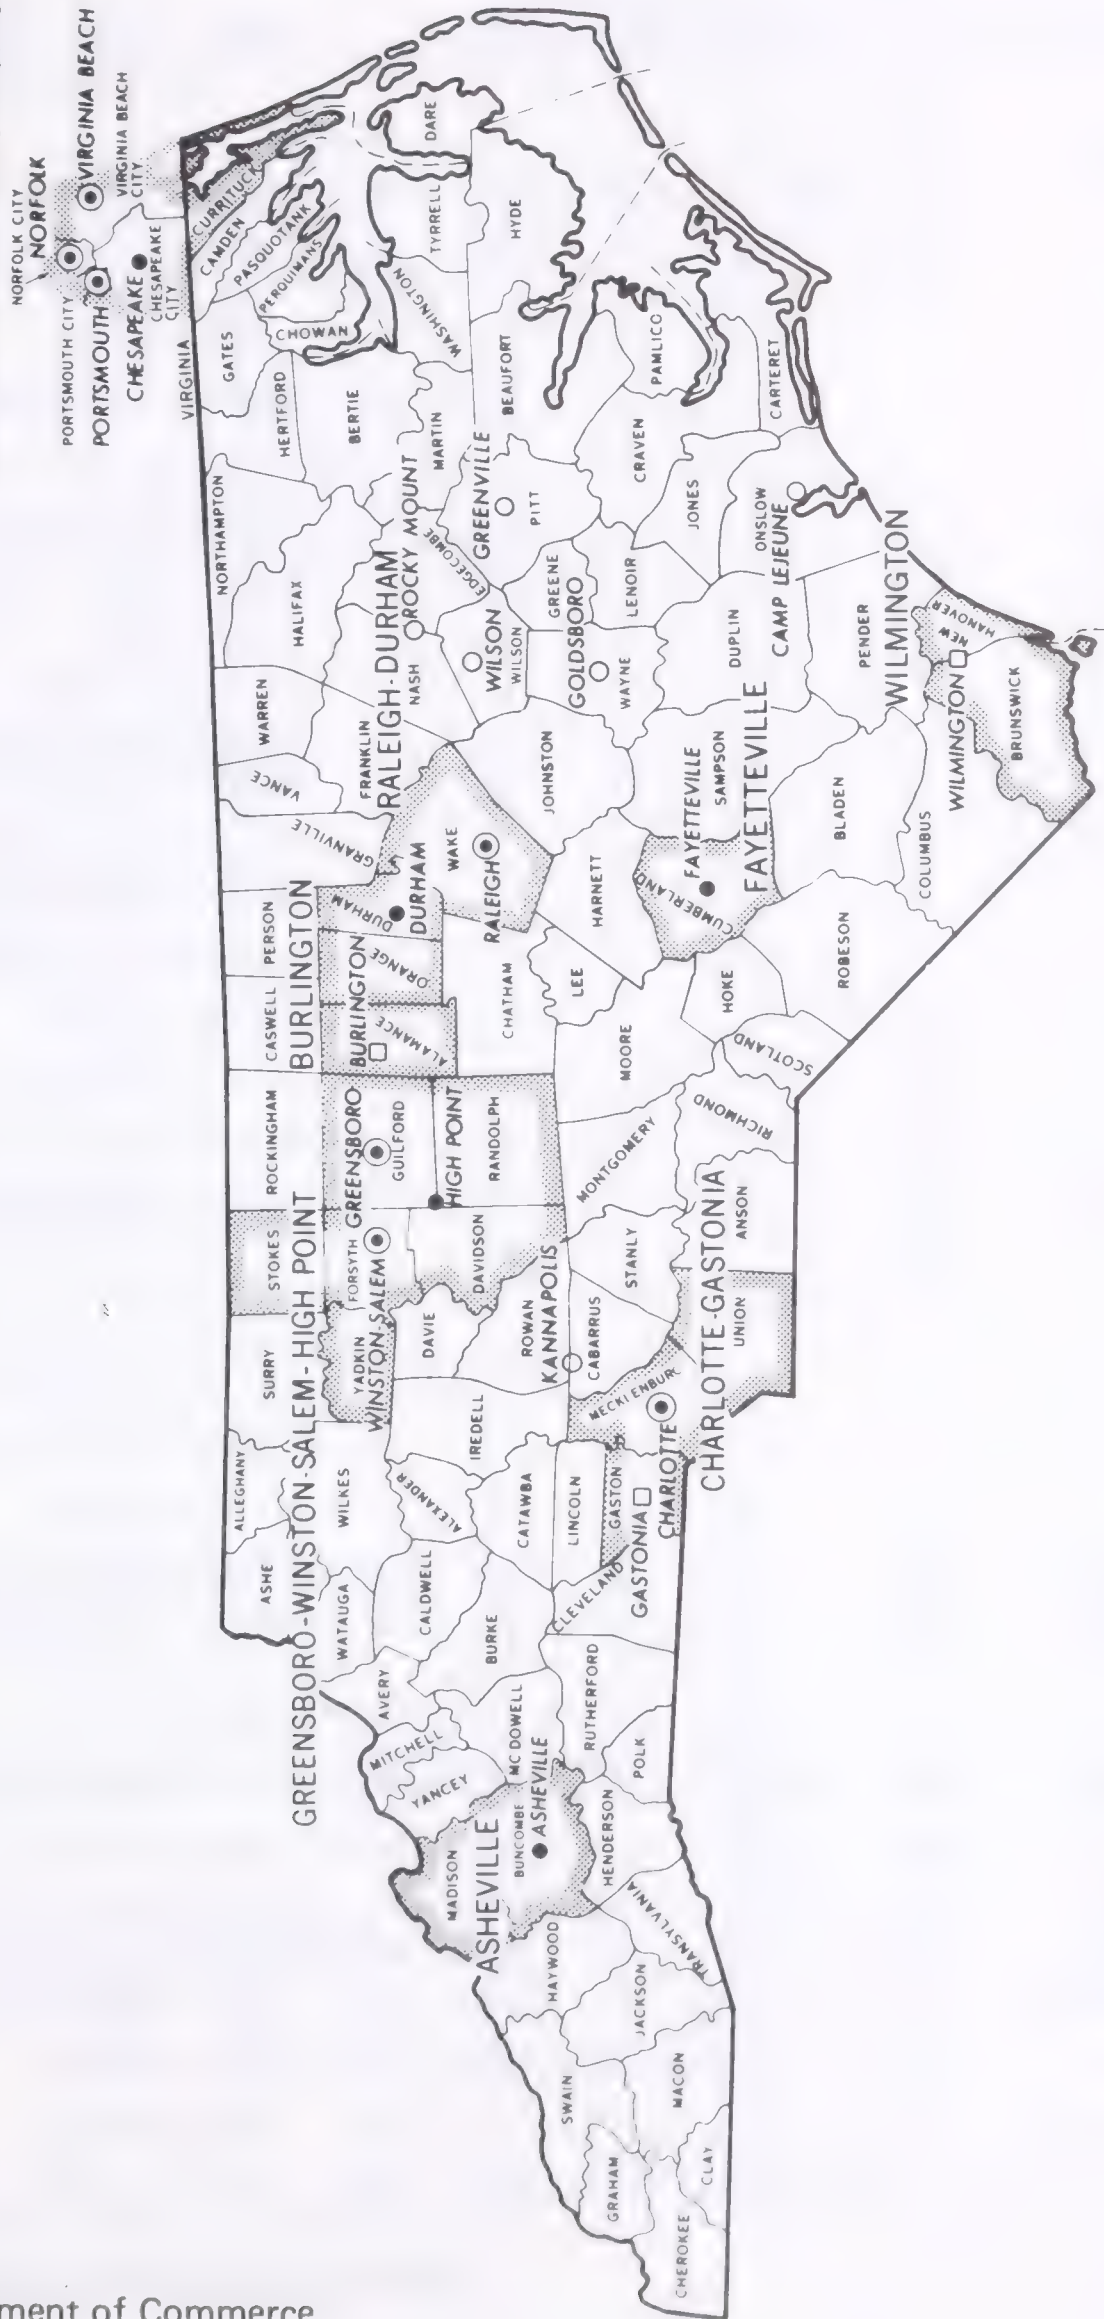 NORFOLK CITY
NORFOLK
VIRGINIA BEACH
VIRGINIA BEACH
CITY
PORTSMOUTH CITY
PORTSMOUTH
CHESAPEAKE
CHESAPEAKE
CITY
VIRGINIA
CURRITUCK
CAMDEN
PASQUOTANK
PERQUIMANS
CHOWAN
GATES
HERTFORD
BERTIE
NORTHAMPTON
HALIFAX
WARREN
VANCE
GRANVILLE
PERSON
CASWELL
ROCKINGHAM
STOKES
SURRY
ALLEGHANY
ASHE
DARE
TYRRELL
WASHINGTON
HYDE
MARTIN
BEAUFORT
EDGECOMBE
ROCKY MOUNT
NASH
FRANKLIN
RALEIGH-DURHAM
BURLINGTON
GREENSBORO-WINSTON-SALEM-HIGH POINT
GREENVILLE
PITT
WILSON
WILSON
WAKE
RALEIGH
DURHAM
DURHAM
ORANGE
BURLINGTON
ALAMANCE
GREENSBORO
GUILFORD
HIGH POINT
RANDOLPH
FORSYTH
WINSTON-SALEM
DAVIDSON
YADKIN
DAVIE
WILKES
WATAUGA
ALEXANDER
IREDELL
CALDWELL
AVERY
MITCHELL
YANCEY
MADISON
BURKE
MC DOWELL
CATAWBA
LINCOLN
ROWAN
KANNAPOLIS
CABARRUS
STANLY
MONTGOMERY
MOORE
CHATHAM
LEE
HARNETT
JOHNSTON
GREENE
GOLDSBORO
WAYNE
LENOIR
CRAVEN
PAMLICO
CARTERET
JONES
ONSLOW
CAMP LEJEUNE
DUPLIN
SAMPSON
FAYETTEVILLE
FAYETTEVILLE
CUMBERLAND
HOKE
SCOTLAND
RICHMOND
ANSON
UNION
CHARLOTTE-GASTONIA
MECKLENBURG
CHARLOTTE
GASTON
GASTONIA
CLEVELAND
RUTHERFORD
POLK
ASHEVILLE
BUNCOMBE
ASHEVILLE
HENDERSON
TRANSYLVANIA
HAYWOOD
JACKSON
SWAIN
MACON
GRAHAM
CLAY
CHEROKEE
ROBESON
BLADEN
COLUMBUS
PENDER
WILMINGTON
WILMINGTON
NEW
HANOVER
BRUNSWICK
ment of Commerce